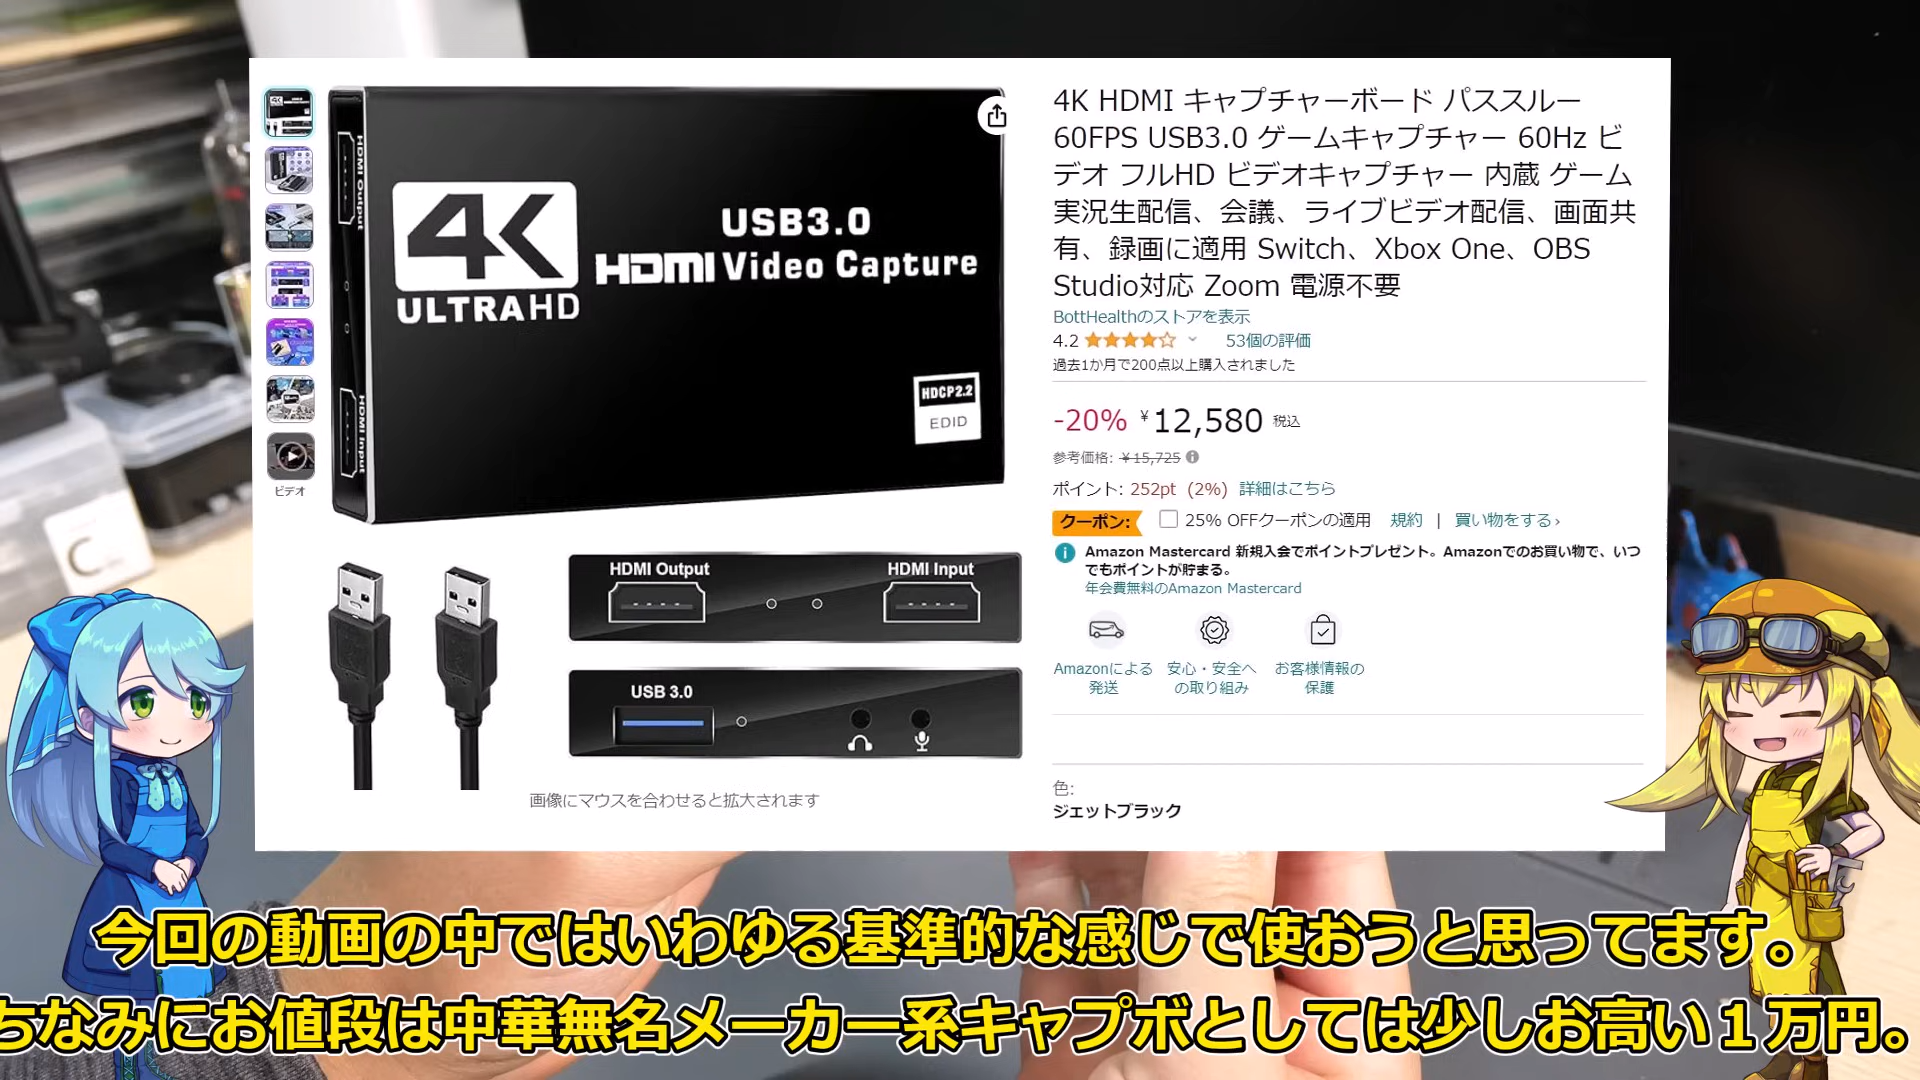 4K HDMI キャプチャーボード パススルー
60FPS USB3.0 ゲームキャプチャー 60Hz ビ
デオ フルHD ビデオキャプチャー 内蔵 ゲーム
実況生配信、会議、ライブビデオ配信、画面共
有、録画に適用 Switch、Xbox One、OBS
Studio対応 Zoom 電源不要
BottHealthのストアを表示
4.2 53個の評価
過去1か月で200点以上購入されました
-20% ¥12,580 税込
参考価格: ¥15,725
ポイント: 252pt (2%) 詳細はこちら
クーポン: 25% OFFクーポンの適用 規約 | 買い物をする›
Amazon Mastercard 新規入会でポイントプレゼント。Amazonでのお買い物で、いつ
でもポイントが貯まる。
年会費無料のAmazon Mastercard
Amazonによる
発送
安心・安全へ
の取り組み
お客様情報の
保護
色:
ジェットブラック
HDMI Output
HDMI Input
4K
ULTRAHD
USB3.0
HDMI Video Capture
HDCP2.2
EDID
HDMI Output
HDMI Input
USB 3.0
ビデオ
画像にマウスを合わせると拡大されます
今回の動画の中ではいわゆる基準的な感じで使おうと思ってます。
ちなみにお値段は中華無名メーカー系キャプボとしては少しお高い１万円。